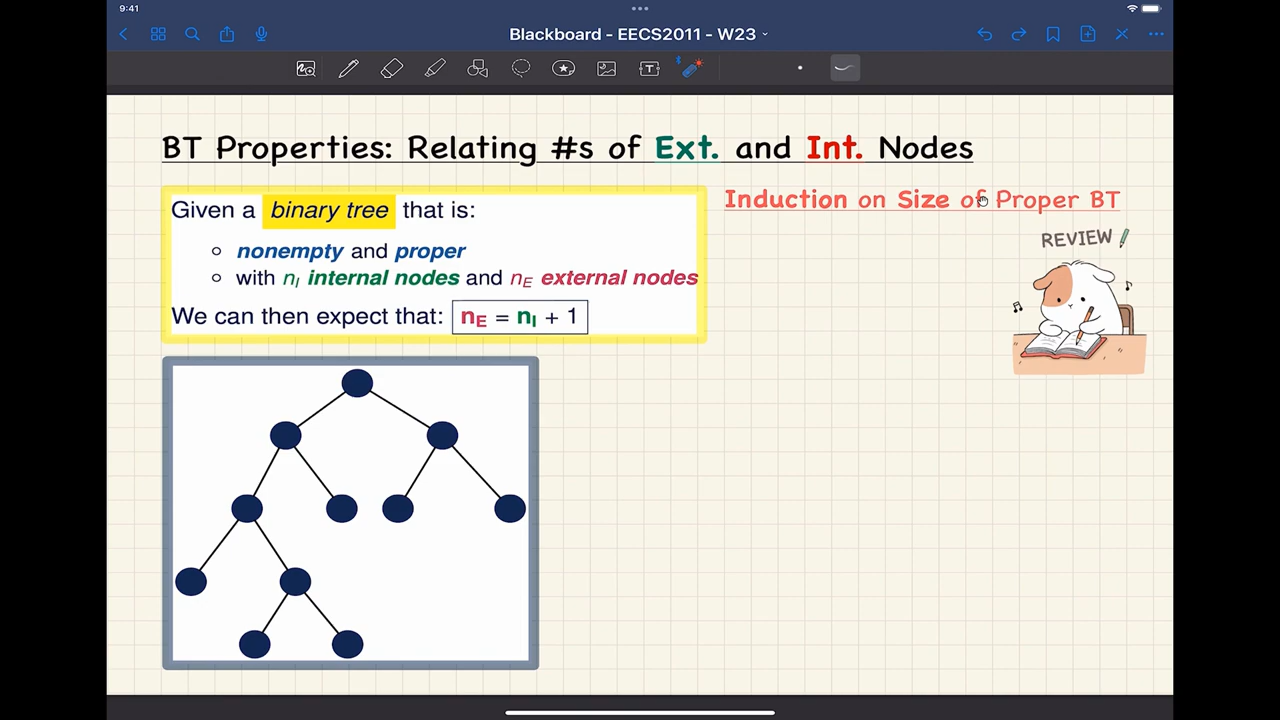 9:41
Blackboard - EECS2011 - W23
BT Properties: Relating #s of Ext. and Int. Nodes
Given a binary tree that is:
nonempty and proper
with nI internal nodes and nE external nodes
We can then expect that: nE = nI + 1
Induction on Size of Proper BT
REVIEW